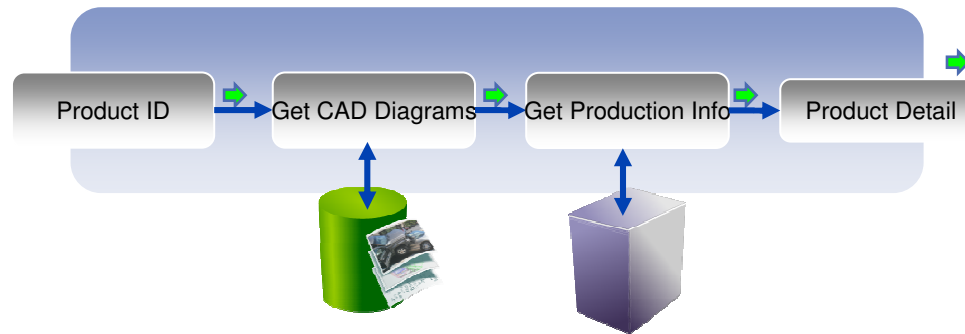 Product ID
Get CAD Diagrams
Get Production Info
Product Detail